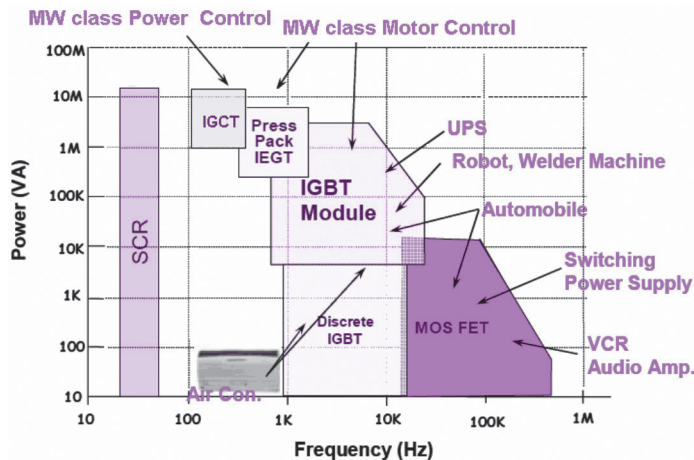 MW class Power Control
MW class Motor Control
100M
10M
1M
100K
10K
1K
100
10
Power (VA)
SCR
IGCT
Press
Pack
IEGT
IGBT
Module
UPS
Robot, Welder Machine
Automobile
Switching
Power Supply
Discrete
IGBT
MOS FET
VCR
Audio Amp.
Air Con.
10
100
1K
10K
100K
1M
Frequency (Hz)